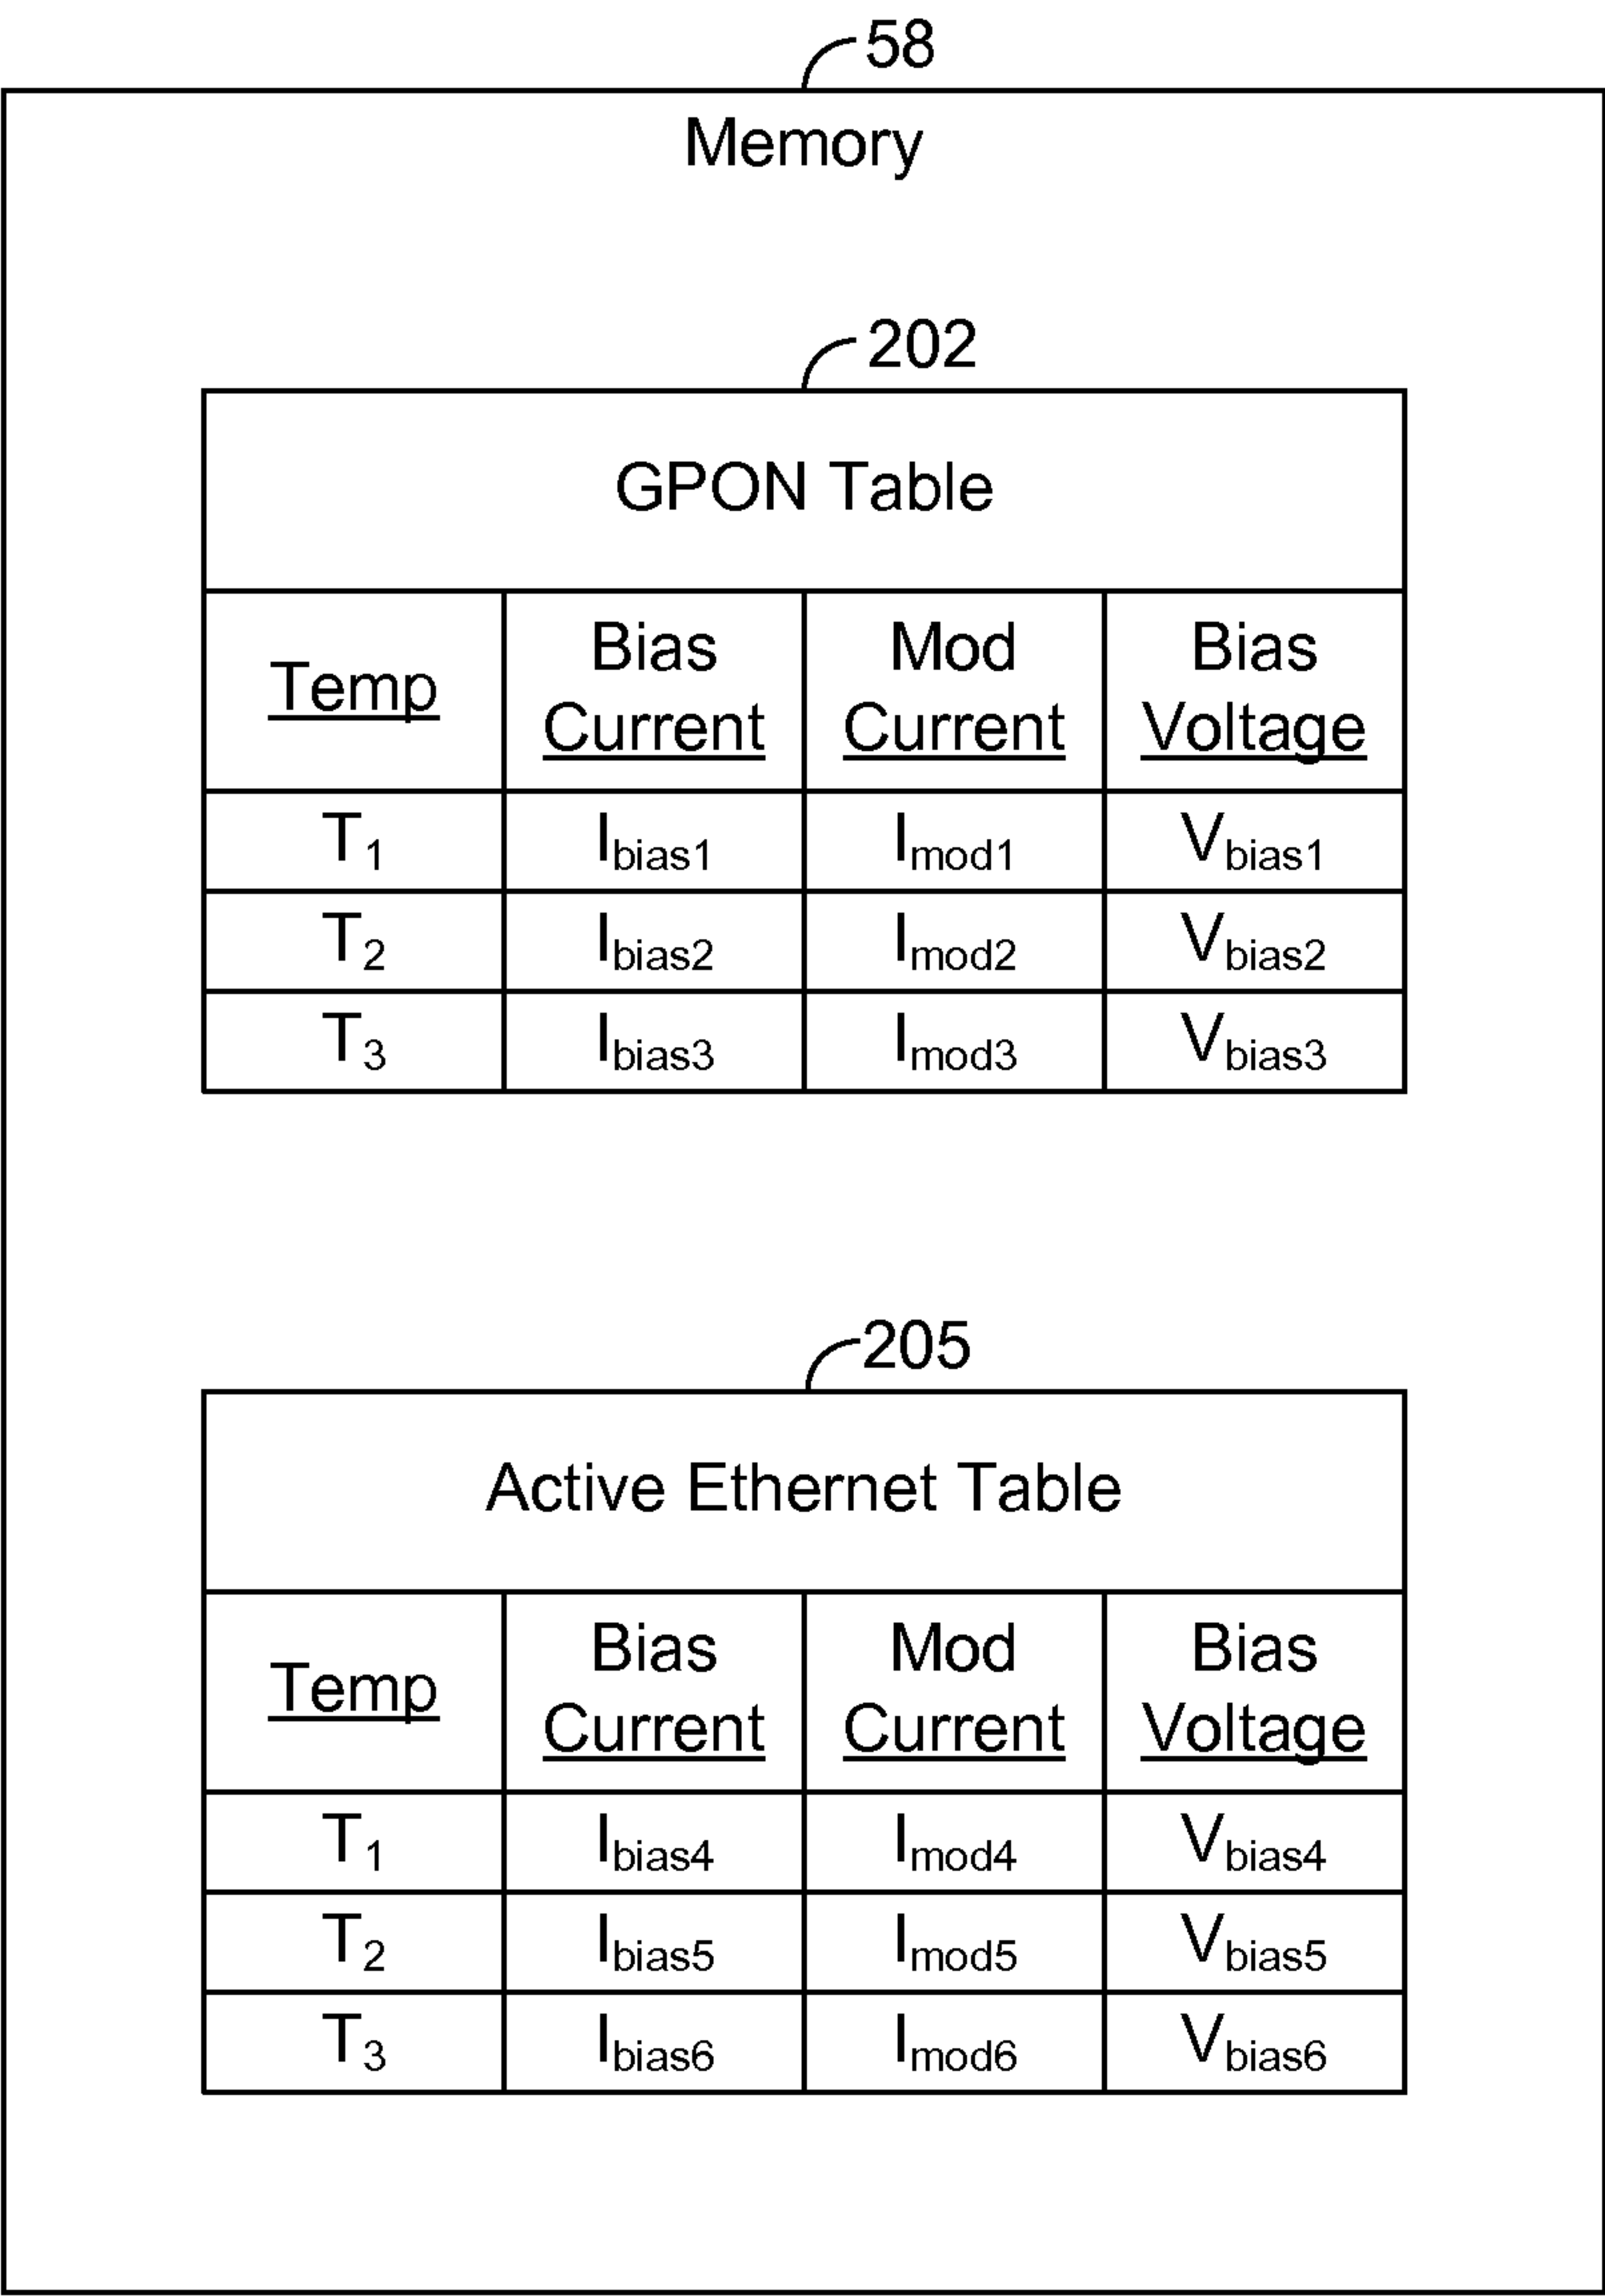 58
Memory
202
GPON Table
Temp Bias Current Mod Current Bias Voltage
T1 Ibias1 Imod1 Vbias1
T2 Ibias2 Imod2 Vbias2
T3 Ibias3 Imod3 Vbias3
205
Active Ethernet Table
Temp Bias Current Mod Current Bias Voltage
T1 Ibias4 Imod4 Vbias4
T2 Ibias5 Imod5 Vbias5
T3 Ibias6 Imod6 Vbias6